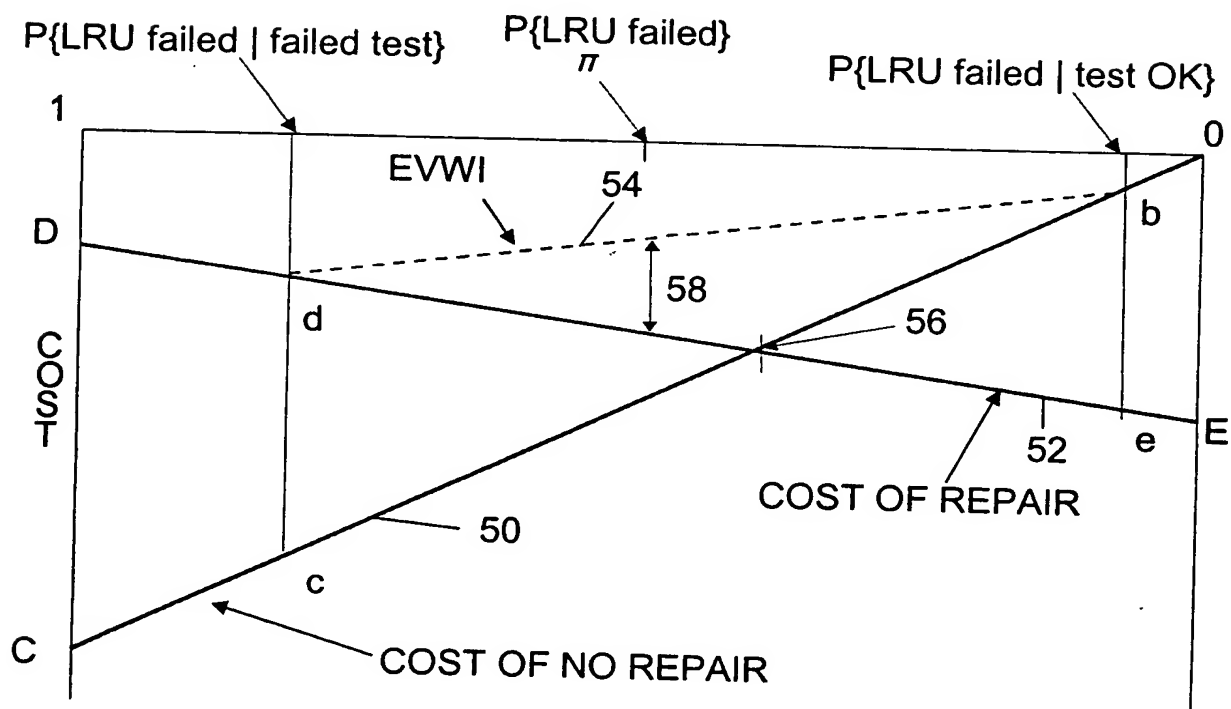 P{LRU failed | failed test}
P{LRU failed}
π
P{LRU failed | test OK}
1
0
EVWI
54
b
D
58
d
56
COST
52
e
E
COST OF REPAIR
50
c
C
COST OF NO REPAIR